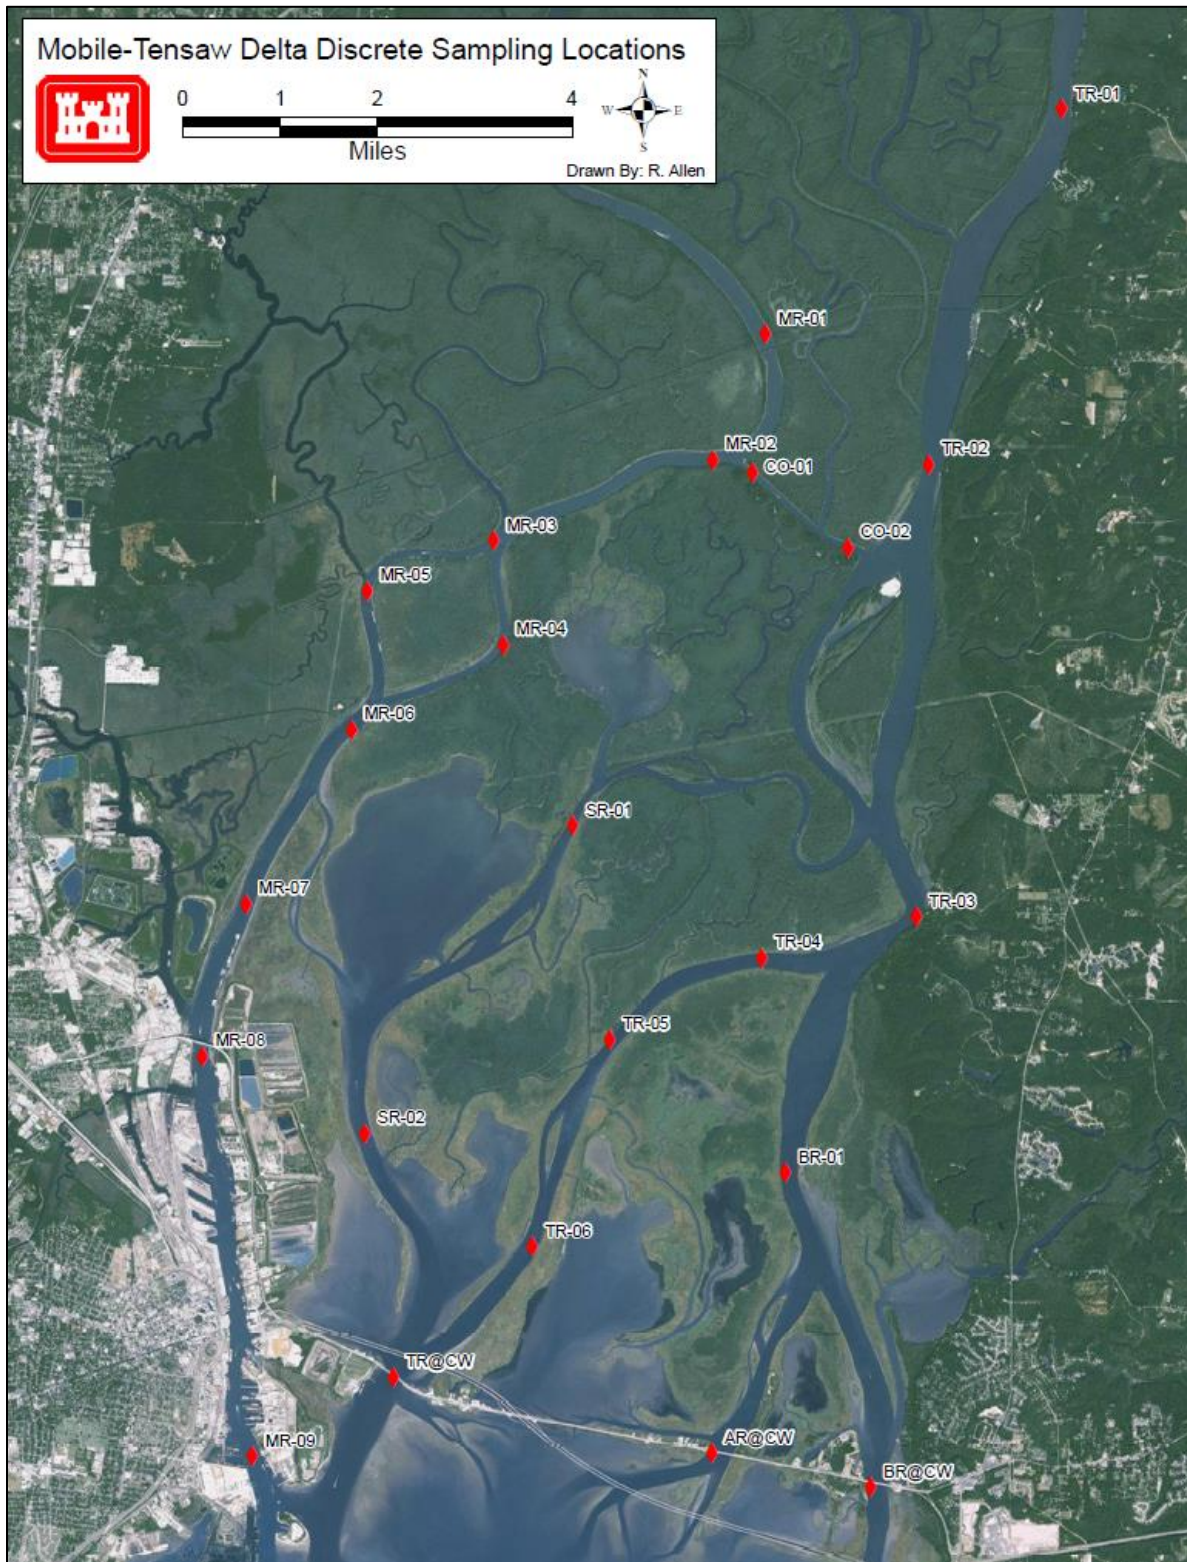 Mobile-Tensaw Delta Discrete Sampling Locations
0 1 2 4
Miles
N
W E
S
Drawn By: R. Allen
TR-01
MR-01
MR-02
CO-01
TR-02
MR-03
CO-02
MR-05
MR-04
MR-06
SR-01
MR-07
TR-03
TR-04
TR-05
MR-08
SR-02
BR-01
TR-06
TR@CW
AR@CW
MR-09
BR@CW